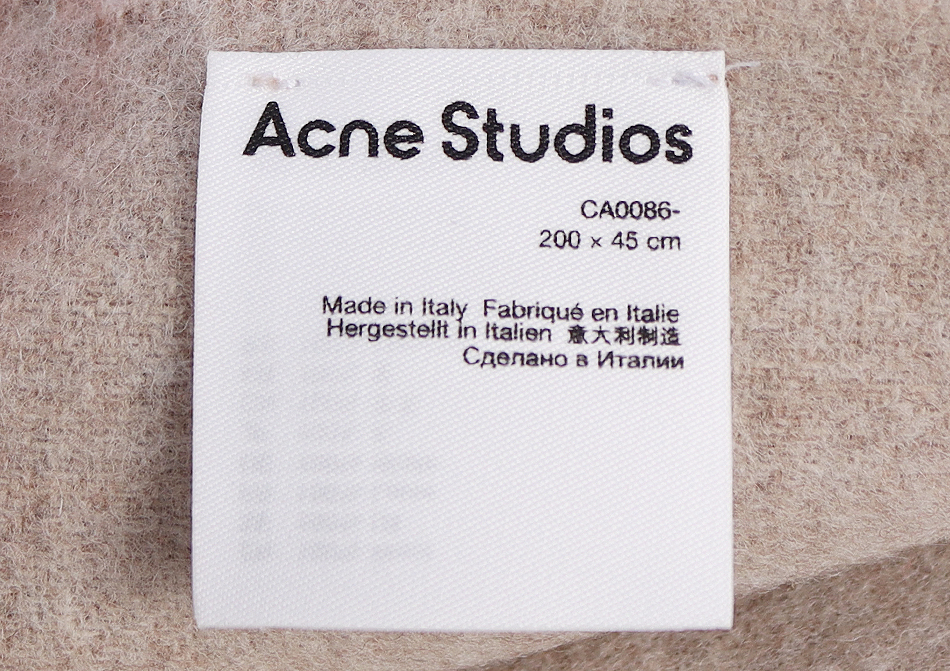 Acne Studios
CA0086-
200 × 45 cm
Made in Italy Fabriqué en Italie
Hergestellt in Italien 意大利制造
Сделано в Италии